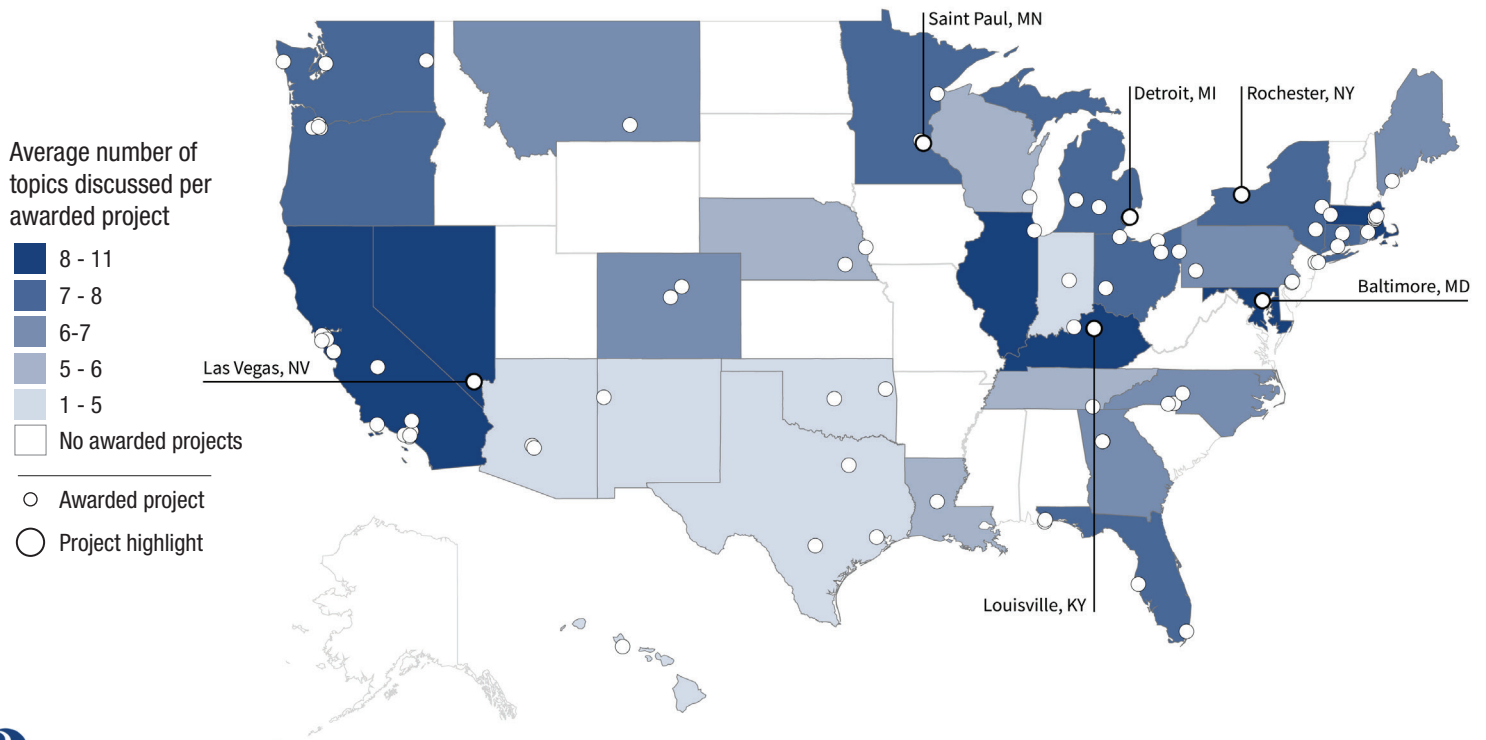 Saint Paul, MN
Detroit, MI
Rochester, NY
Average number of
topics discussed per
awarded project
8 - 11
7 - 8
6-7
5 - 6
1 - 5
No awarded projects
Awarded project
Project highlight
Baltimore, MD
Las Vegas, NV
Louisville, KY